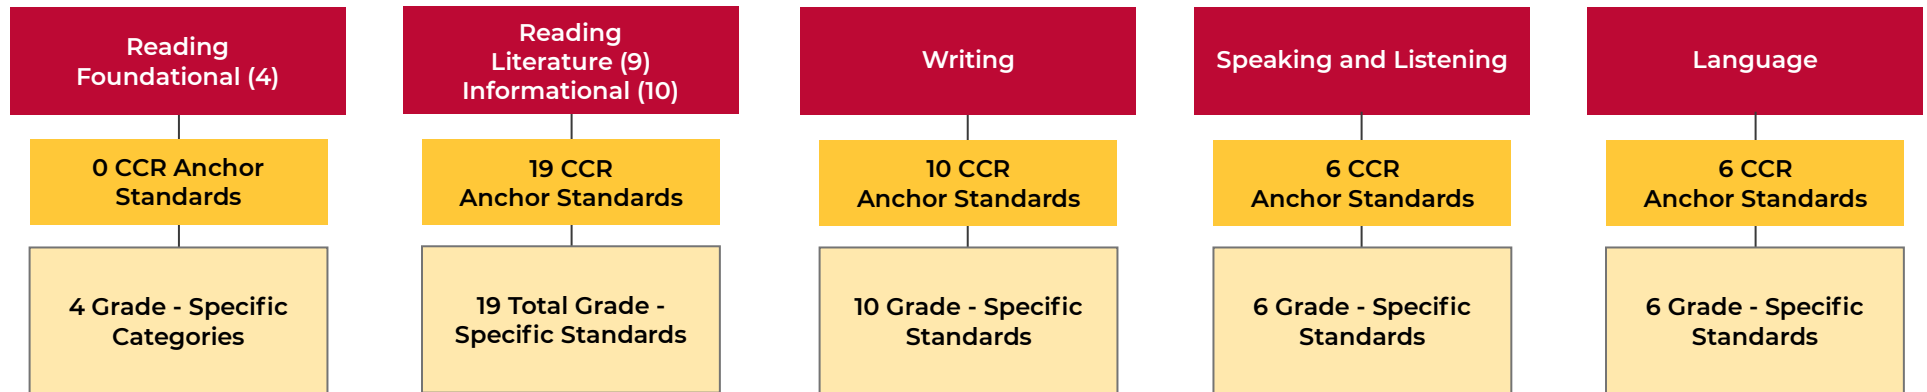 Reading
Foundational (4)
0 CCR Anchor
Standards
4 Grade - Specific
Categories
Reading
Literature (9)
Informational (10)
19 CCR
Anchor Standards
19 Total Grade -
Specific Standards
Writing
10 CCR
Anchor Standards
10 Grade - Specific
Standards
Speaking and Listening
6 CCR
Anchor Standards
6 Grade - Specific
Standards
Language
6 CCR
Anchor Standards
6 Grade - Specific
Standards